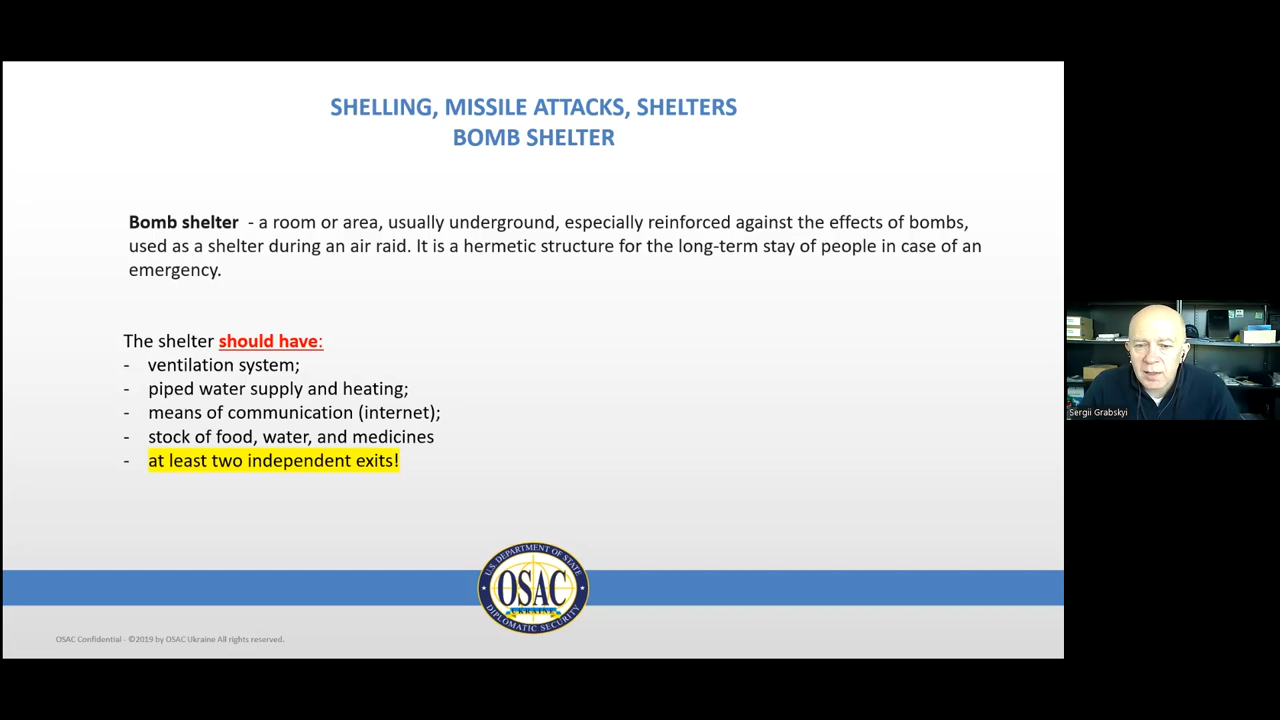 SHELLING, MISSILE ATTACKS, SHELTERS
BOMB SHELTER
Bomb shelter - a room or area, usually underground, especially reinforced against the effects of bombs,
used as a shelter during an air raid. It is a hermetic structure for the long-term stay of people in case of an
emergency.
The shelter should have:
- ventilation system;
- piped water supply and heating;
- means of communication (internet);
- stock of food, water, and medicines
- at least two independent exits!
Sergii Grabskyi
U.S. DEPARTMENT OF STATE
OSAC
UKRAINE
DIPLOMATIC SECURITY
OSAC Confidential - ©2019 by OSAC Ukraine All rights reserved.